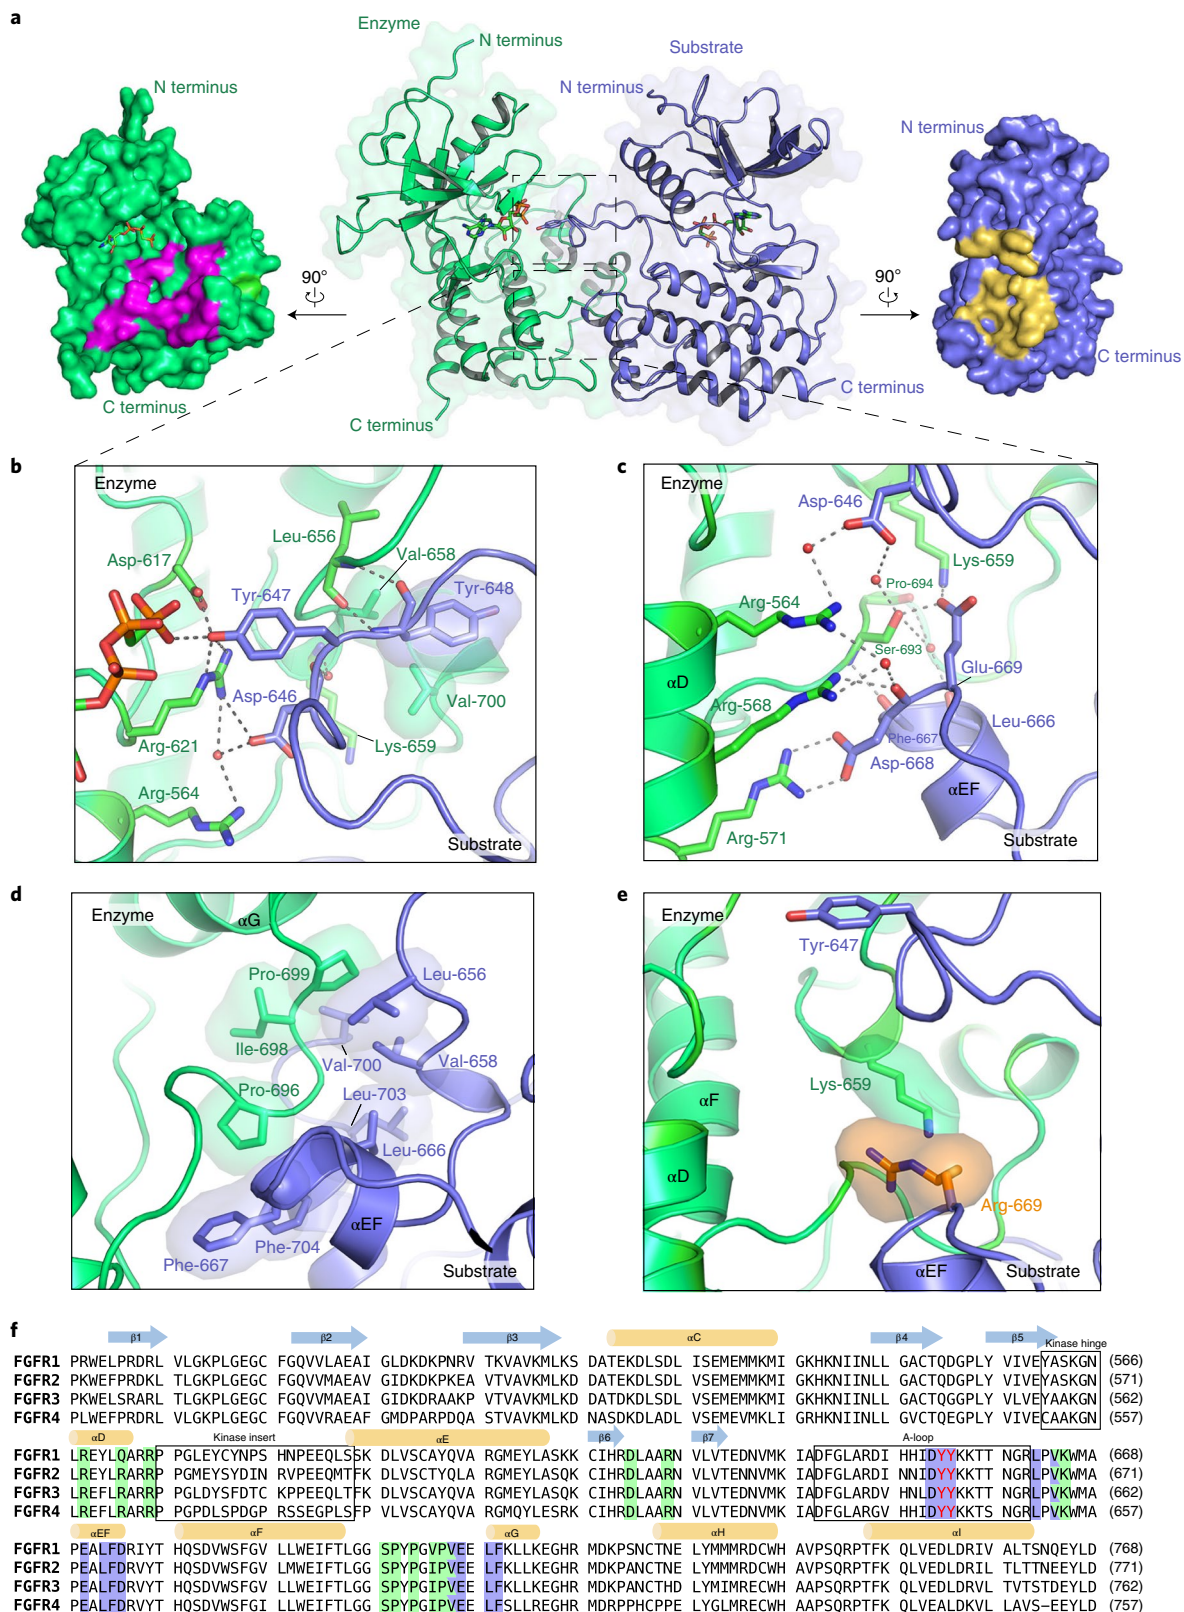 a
Enzyme
N terminus
Substrate
N terminus
N terminus
N terminus
90°
90°
C terminus
C terminus
C terminus
C terminus
b
Enzyme
Asp-617
Leu-656
Val-658
Tyr-647
Tyr-648
Asp-646
Val-700
Arg-621
Lys-659
Arg-564
Substrate
c
Enzyme
Asp-646
Lys-659
Pro-694
Arg-564
Ser-693
Glu-669
αD
Arg-568
Leu-666
Phe-667
Asp-668
αEF
Arg-571
Substrate
d
Enzyme
αG
Pro-699
Leu-656
Ile-698
Val-700
Val-658
Pro-696
Leu-703
Leu-666
αEF
Phe-704
Phe-667
Substrate
e
Enzyme
Tyr-647
Lys-659
αF
αD
Arg-669
αEF
Substrate
f
β1 β2 β3 αC β4 β5 Kinase hinge
FGFR1 PRWELPRDRL VLGKPLGEGC FGQVVLAEAI GLDKDKPNRV TKVAVKMLKS DATEKDLSDL ISEMEMMKMI GKHKNIINLL GACTQDGPLY VIVEYASKGN (566)
FGFR2 PKWEFPRDKL TLGKPLGEGC FGQVVMAEAV GIDKDKPKEA VTVAVKMLKD DATEKDLSDL VSEMEMMKMI GKHKNIINLL GACTQDGPLY VIVEYASKGN (571)
FGFR3 PKWELSRARL TLGKPLGEGC FGQVVMAEAI GIDKDRAAKP VTVAVKMLKD DATDKDLSDL VSEMEMMKMI GKHKNIINLL GACTQGGPLY VLVEYAAKGN (562)
FGFR4 PLWEFPRDRL VLGKPLGEGC FGQVVRAEAF GMDPARPDQA STVAVKMLKD NASDKDLADL VSEMEVMKLI GRHKNIINLL GVCTQEGPLY VIVECAAKGN (557)
αD Kinase insert αE β6 β7 A-loop
FGFR1 LREYLQARRP PGLEYCYNPS HNPEEQLSSK DLVSCAYQVA RGMEYLASKK CIHRDLAARN VLVTEDNVMK IADFGLARDI HHIDYYKKTT NGRLPVKWMA (668)
FGFR2 LREYLRARRP PGMEYSYDIN RVPEEQMTFK DLVSCTYQLA RGMEYLASQK CIHRDLAARN VLVTENNVMK IADFGLARDI NNIDYYKKTT NGRLPVKWMA (671)
FGFR3 LREFLRARRP PGLDYSFDTC KPPEEQLTFK DLVSCAYQVA RGMEYLASQK CIHRDLAARN VLVTEDNVMK IADFGLARDV HNLDYYKKTT NGRLPVKWMA (662)
FGFR4 LREFLRARRP PGPDLSPDGP RSSEGPLSFP VLVSCAYQVA RGMQYLESRK CIHRDLAARN VLVTEDNVMK IADFGLARGV HHIDYYKKTS NGRLPVKWMA (657)
αEF αF αG αH αI
FGFR1 PEALFDRIYT HQSDVWSFGV LLWEIFTLGG SPYPGVPVEE LFKLLKEGHR MDKPSNCTNE LYMMMRDCWH AVPSQRPTFK QLVEDLDRIV ALTSNQEYLD (768)
FGFR2 PEALFDRVYT HQSDVWSFGV LMWEIFTLGG SPYPGIPVEE LFKLLKEGHR MDKPANCTNE LYMMMRDCWH AVPSQRPTFK QLVEDLDRIL TLTTNEEYLD (771)
FGFR3 PEALFDRVYT HQSDVWSFGV LLWEIFTLGG SPYPGIPVEE LFKLLKEGHR MDKPANCTHD LYMIMRECWH AAPSQRPTFK QLVEDLDRVL TVTSTDEYLD (762)
FGFR4 PEALFDRVYT HQSDVWSFGI LLWEIFTLGG SPYPGIPVEE LFSLLREGHR MDRPPHCPPE LYGLMRECWH AAPSQRPTFK QLVEALDKVL LAVS–EEYLD (757)